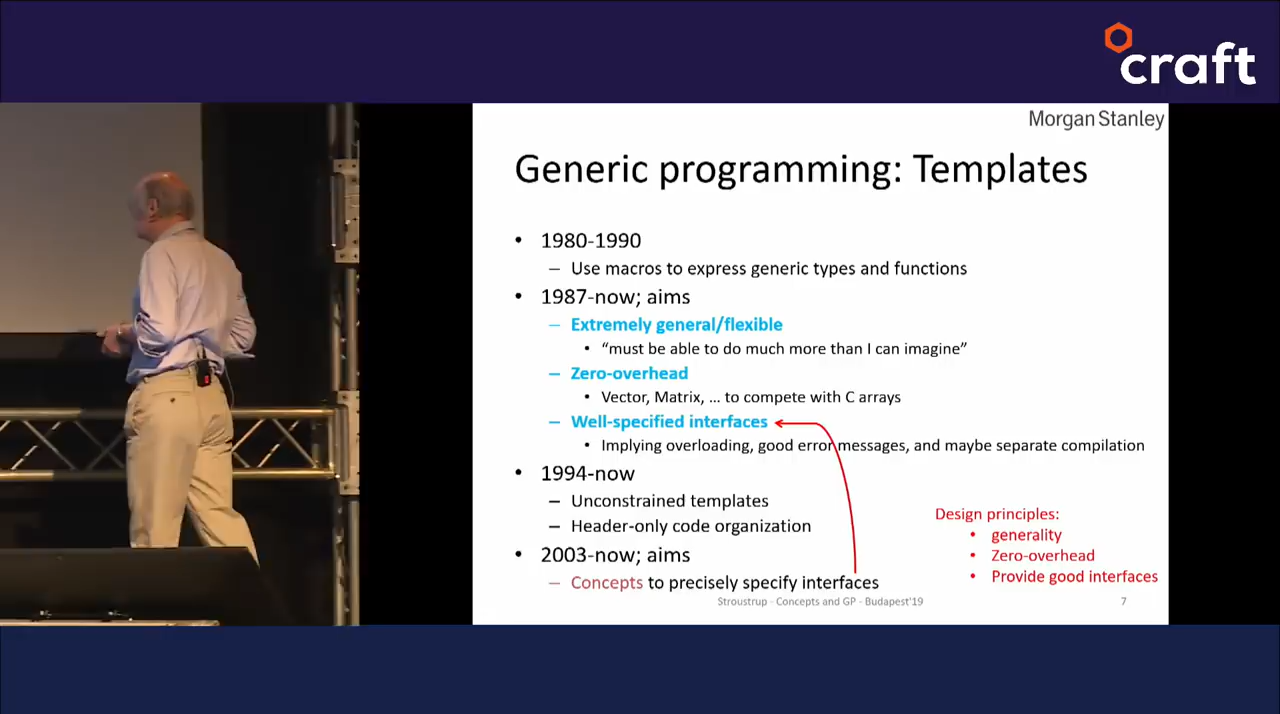 craft
Morgan Stanley
Generic programming: Templates
• 1980-1990
– Use macros to express generic types and functions
• 1987-now; aims
– Extremely general/flexible
• “must be able to do much more than I can imagine”
– Zero-overhead
• Vector, Matrix, … to compete with C arrays
– Well-specified interfaces
• Implying overloading, good error messages, and maybe separate compilation
• 1994-now
– Unconstrained templates
– Header-only code organization
• 2003-now; aims
– Concepts to precisely specify interfaces
Design principles:
• generality
• Zero-overhead
• Provide good interfaces
Stroustrup - Concepts and GP - Budapest'19
7